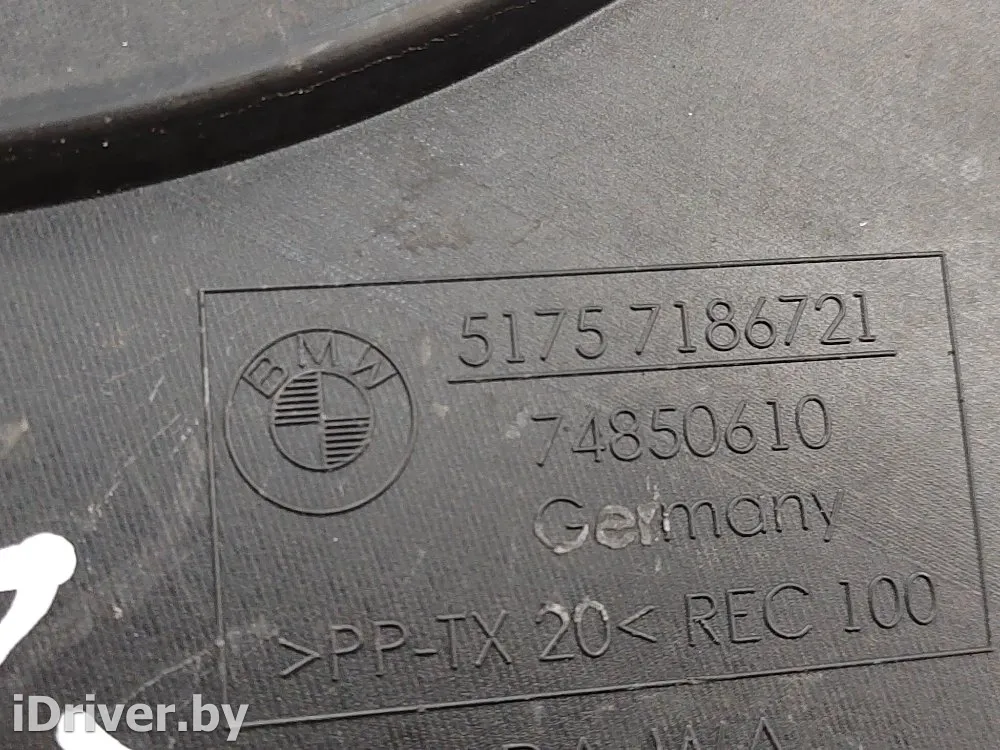 BMW
5175 7186721
74850610
Germany
>PP-TX 20< REC 100
iDriver.by